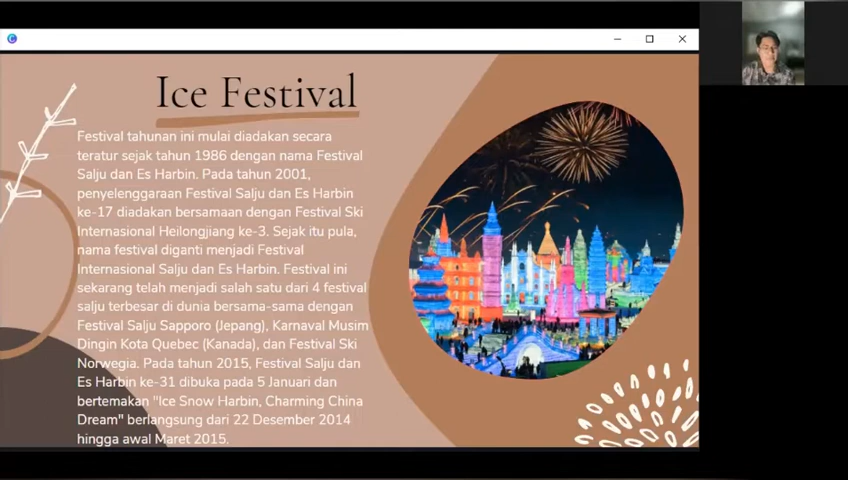 Ice Festival
Festival tahunan ini mulai diadakan secara
teratur sejak tahun 1986 dengan nama Festival
Salju dan Es Harbin. Pada tahun 2001,
penyelenggaraan Festival Salju dan Es Harbin
ke-17 diadakan bersamaan dengan Festival Ski
Internasional Heilongjiang ke-3. Sejak itu pula,
nama festival diganti menjadi Festival
Internasional Salju dan Es Harbin. Festival ini
sekarang telah menjadi salah satu dari 4 festival
salju terbesar di dunia bersama-sama dengan
Festival Salju Sapporo (Jepang), Karnaval Musim
Dingin Kota Quebec (Kanada), dan Festival Ski
Norwegia. Pada tahun 2015, Festival Salju dan
Es Harbin ke-31 dibuka pada 5 Januari dan
bertemakan "Ice Snow Harbin, Charming China
Dream" berlangsung dari 22 Desember 2014
hingga awal Maret 2015.